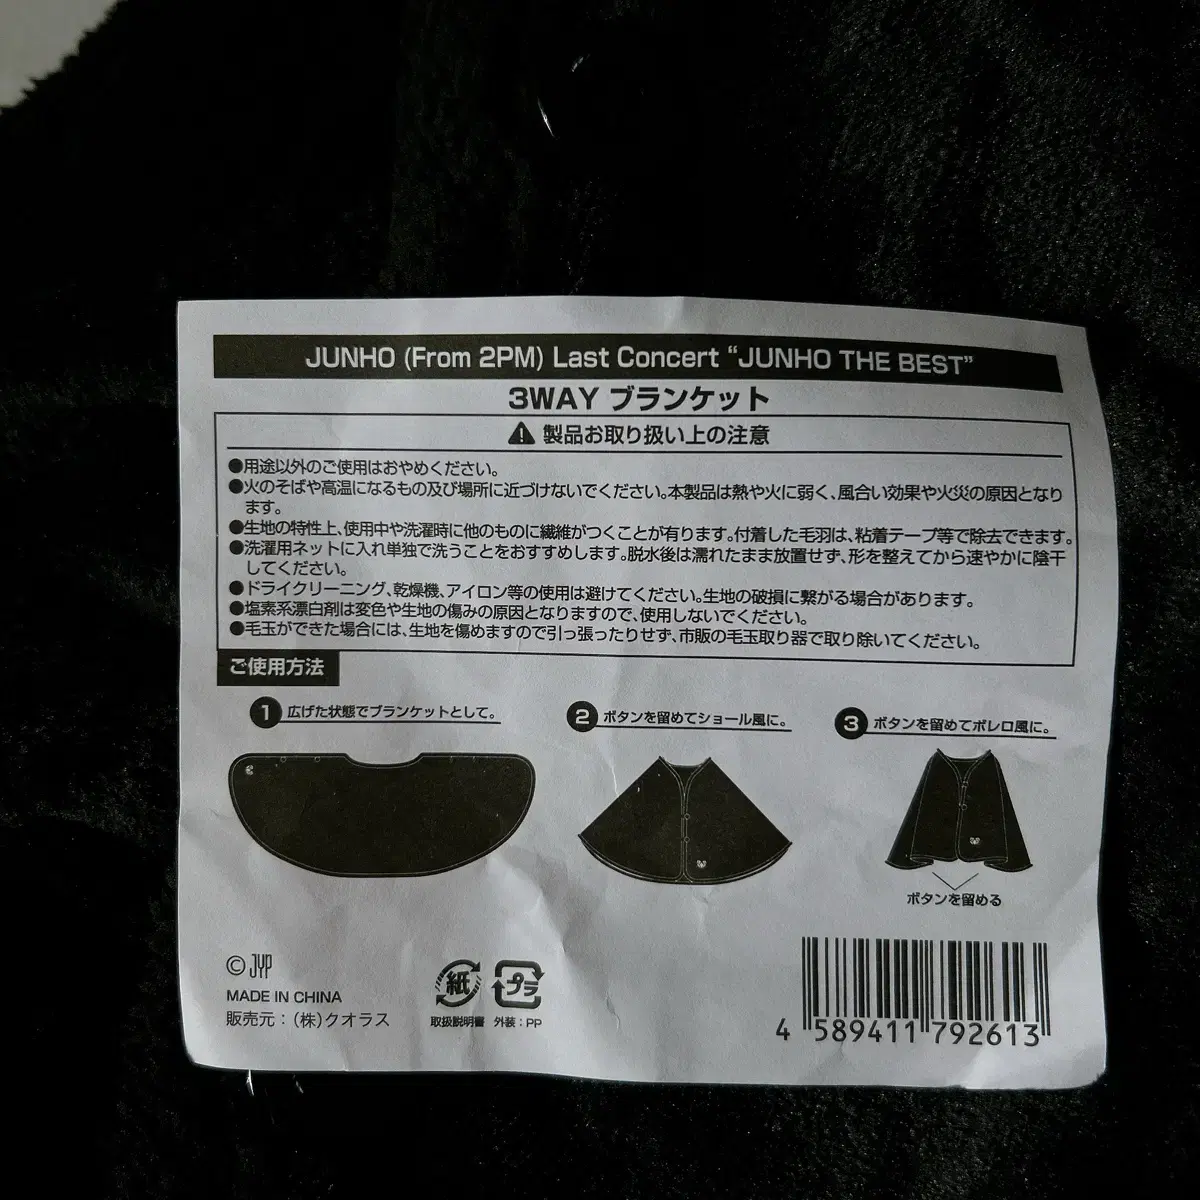 JUNHO (From 2PM) Last Concert “JUNHO THE BEST”
3WAY ブランケット
製品お取り扱い上の注意
●用途以外のご使用はおやめください。
●火のそばや高温になるもの及び場所に近づけないでください。本製品は熱や火に弱く、風合い効果や火災の原因となり
ます。
●生地の特性上、使用中や洗濯時に他のものに繊維がつくことが有ります。付着した毛羽は、粘着テープ等で除去できます。
●洗濯用ネットに入れ単独で洗うことをおすすめします。脱水後は濡れたまま放置せず、形を整えてから速やかに陰干
してください。
●ドライクリーニング、乾燥機、アイロン等の使用は避けてください。生地の破損に繋がる場合があります。
●塩素系漂白剤は変色や生地の傷みの原因となりますので、使用しないでください。
●毛玉ができた場合には、生地を傷めますので引っ張ったりせず、市販の毛玉取り器で取り除いてください。
ご使用方法
1 広げた状態でブランケットとして。
2 ボタンを留めてショール風に。
3 ボタンを留めてボレロ風に。
ボタンを留める
© JYP
MADE IN CHINA
販売元：(株)クオラス
紙
取扱説明書
プラ
外装：PP
4 589411 792613